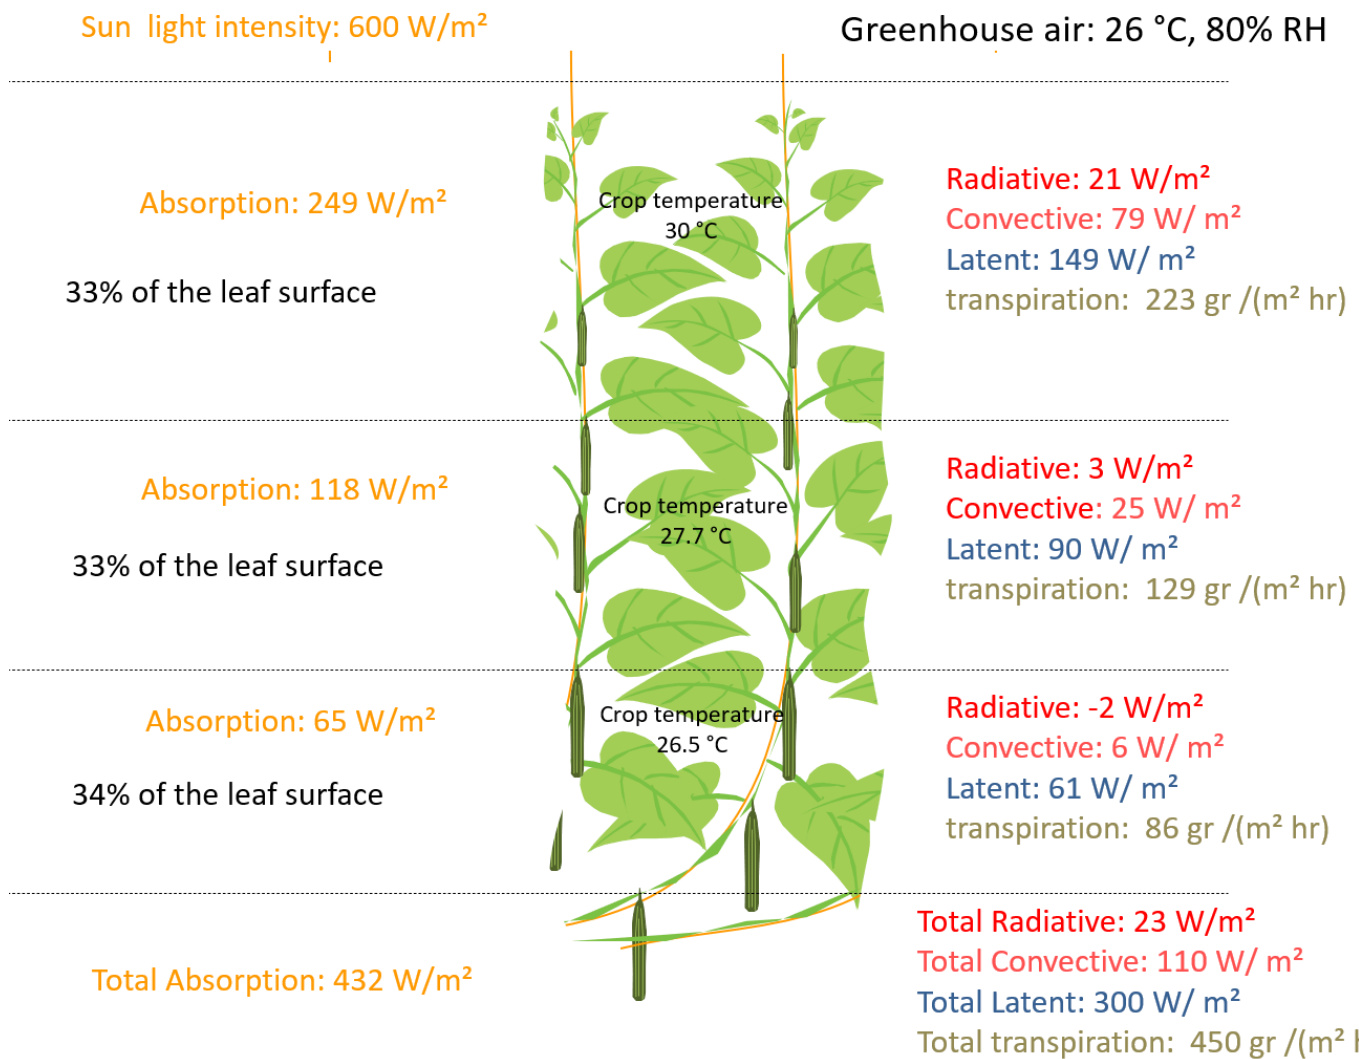 Sun light intensity: 600 W/m²
Greenhouse air: 26 °C, 80% RH
Absorption: 249 W/m²
33% of the leaf surface
Crop temperature
30 °C
Radiative: 21 W/m²
Convective: 79 W/ m²
Latent: 149 W/ m²
transpiration: 223 gr /(m² hr)
Absorption: 118 W/m²
33% of the leaf surface
Crop temperature
27.7 °C
Radiative: 3 W/m²
Convective: 25 W/ m²
Latent: 90 W/ m²
transpiration: 129 gr /(m² hr)
Absorption: 65 W/m²
34% of the leaf surface
Crop temperature
26.5 °C
Radiative: -2 W/m²
Convective: 6 W/ m²
Latent: 61 W/ m²
transpiration: 86 gr /(m² hr)
Total Absorption: 432 W/m²
Total Radiative: 23 W/m²
Total Convective: 110 W/ m²
Total Latent: 300 W/ m²
Total transpiration: 450 gr /(m²